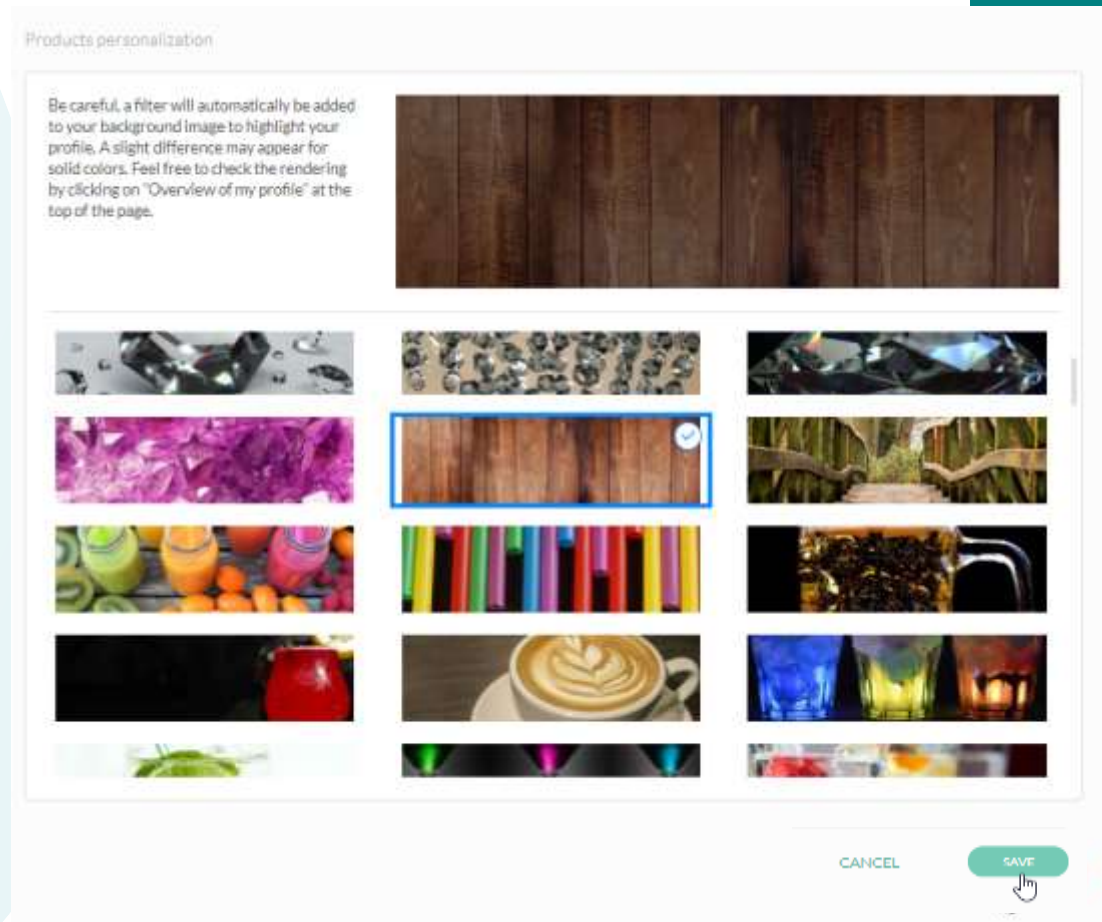 Products personalization
Be careful, a filter will automatically be added
to your background image to highlight your
profile. A slight difference may appear for
solid colors. Feel free to check the rendering
by clicking on "Overview of my profile" at the
top of the page.
CANCEL
SAVE